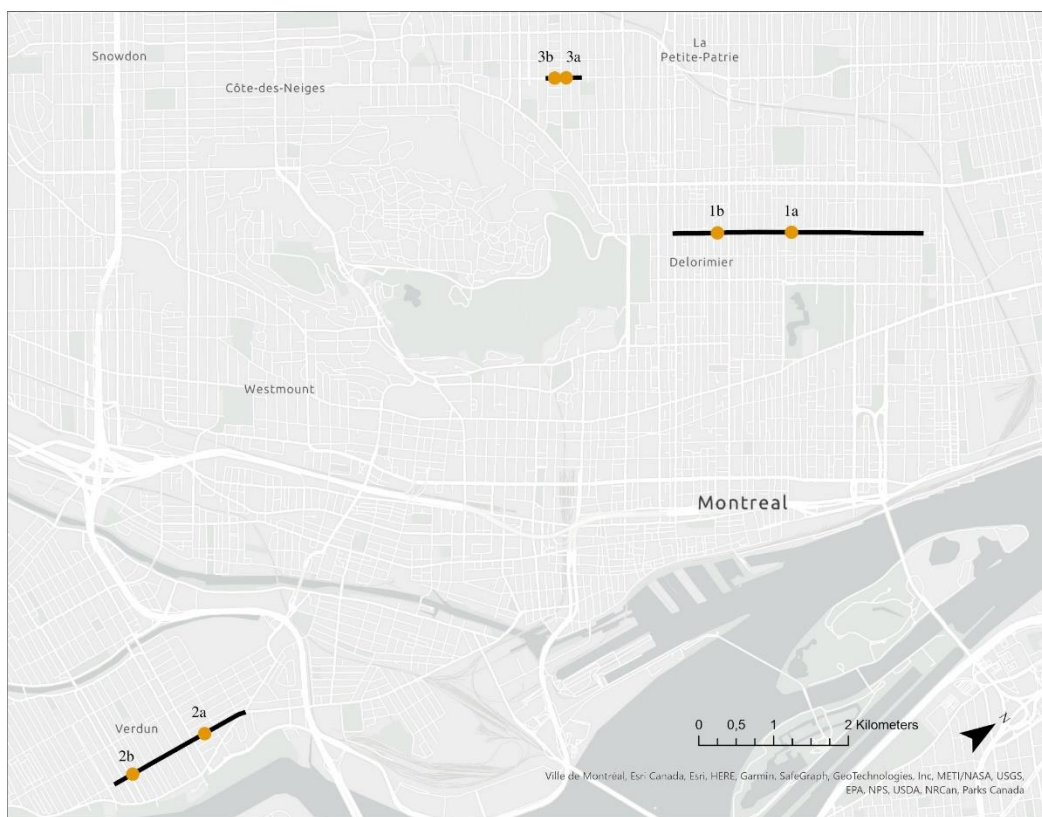 Snowdon
Côte-des-Neiges
3b 3a
La
Petite-Patrie
1b
1a
Delorimier
Westmount
Montreal
Verdun
2a
2b
0 0,5 1 2 Kilometers
N
Ville de Montréal, Esri Canada, Esri, HERE, Garmin, SafeGraph, GeoTechnologies, Inc, METI/NASA, USGS,
EPA, NPS, USDA, NRCan, Parks Canada